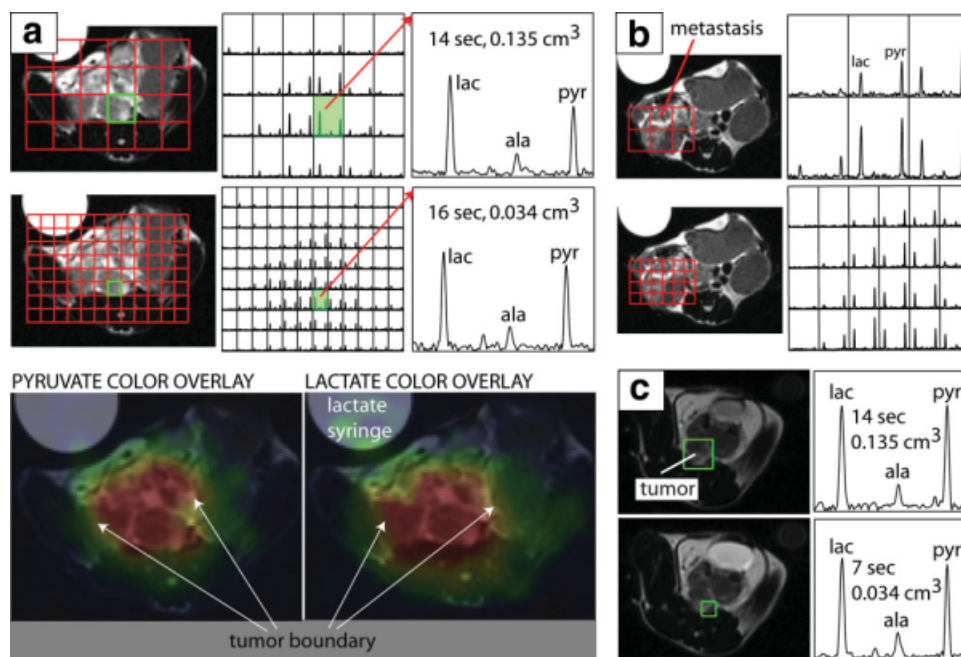 a
14 sec, 0.135 cm3
lac
ala
pyr
16 sec, 0.034 cm3
lac
ala
pyr
PYRUVATE COLOR OVERLAY
LACTATE COLOR OVERLAY
lactate
syringe
tumor boundary
b
metastasis
lac
pyr
c
tumor
lac
pyr
14 sec
0.135 cm3
ala
lac
pyr
7 sec
0.034 cm3
ala